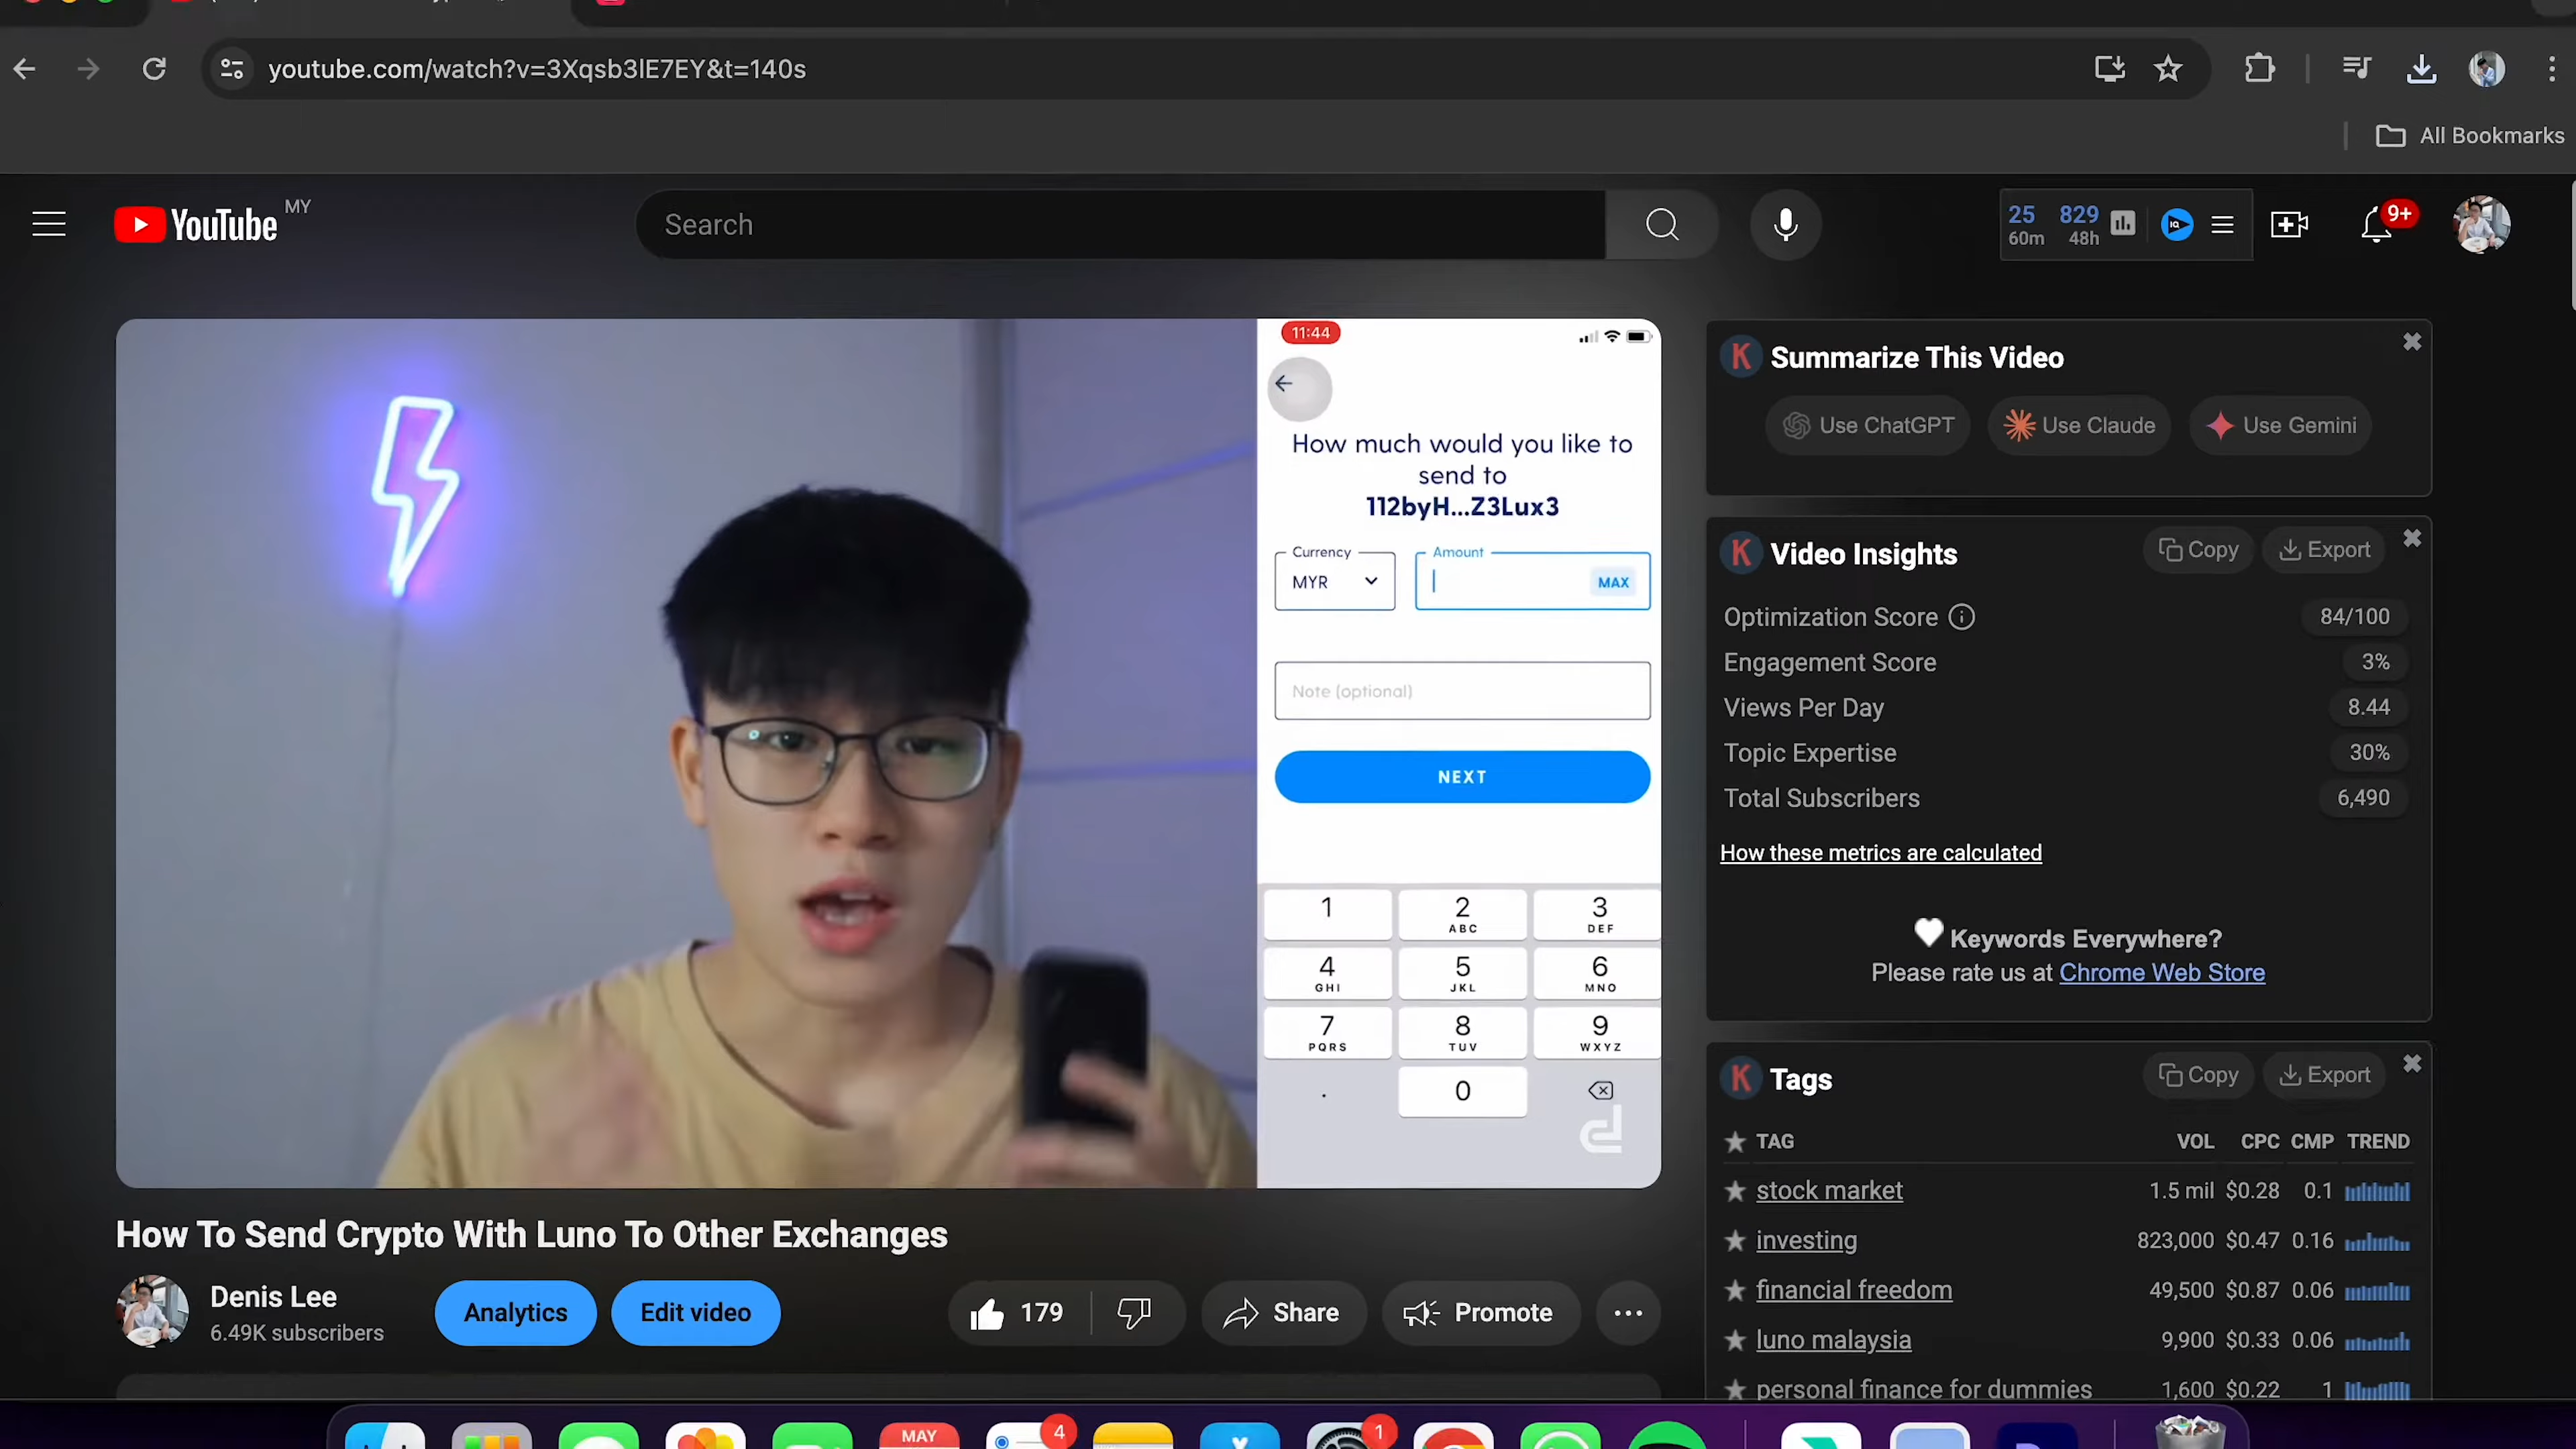 youtube.com/watch?v=3Xqsb3lE7EY&t=140s
All Bookmarks
YouTube MY
Search
25 829
60m 48h
9+
11:44
How much would you like to
send to
112byH...Z3Lux3
Currency
MYR
Amount
MAX
Note (optional)
NEXT
1
2 ABC
3 DEF
4 GHI
5 JKL
6 MNO
7 PQRS
8 TUV
9 WXYZ
.
0
How To Send Crypto With Luno To Other Exchanges
Denis Lee
6.49K subscribers
Analytics
Edit video
179
Share
Promote
K Summarize This Video
Use ChatGPT
Use Claude
Use Gemini
K Video Insights
Copy
Export
Optimization Score 84/100
Engagement Score 3%
Views Per Day 8.44
Topic Expertise 30%
Total Subscribers 6,490
How these metrics are calculated
Keywords Everywhere?
Please rate us at Chrome Web Store
K Tags
Copy
Export
TAG VOL CPC CMP TREND
stock market 1.5 mil $0.28 0.1
investing 823,000 $0.47 0.16
financial freedom 49,500 $0.87 0.06
luno malaysia 9,900 $0.33 0.06
personal finance for dummies 1,600 $0.22 1
MAY
4
1